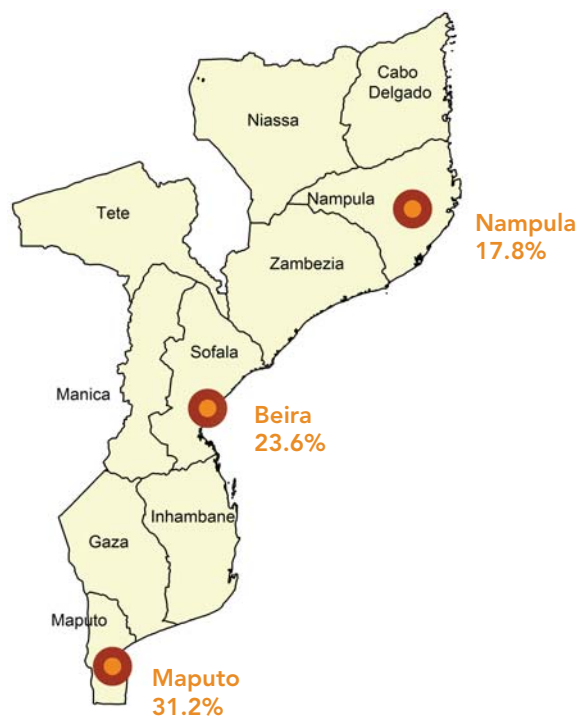 Cabo
Delgado
Niassa
Nampula
Tete
Nampula
17.8%
Zambezia
Sofala
Manica
Beira
23.6%
Inhambane
Gaza
Maputo
Maputo
31.2%